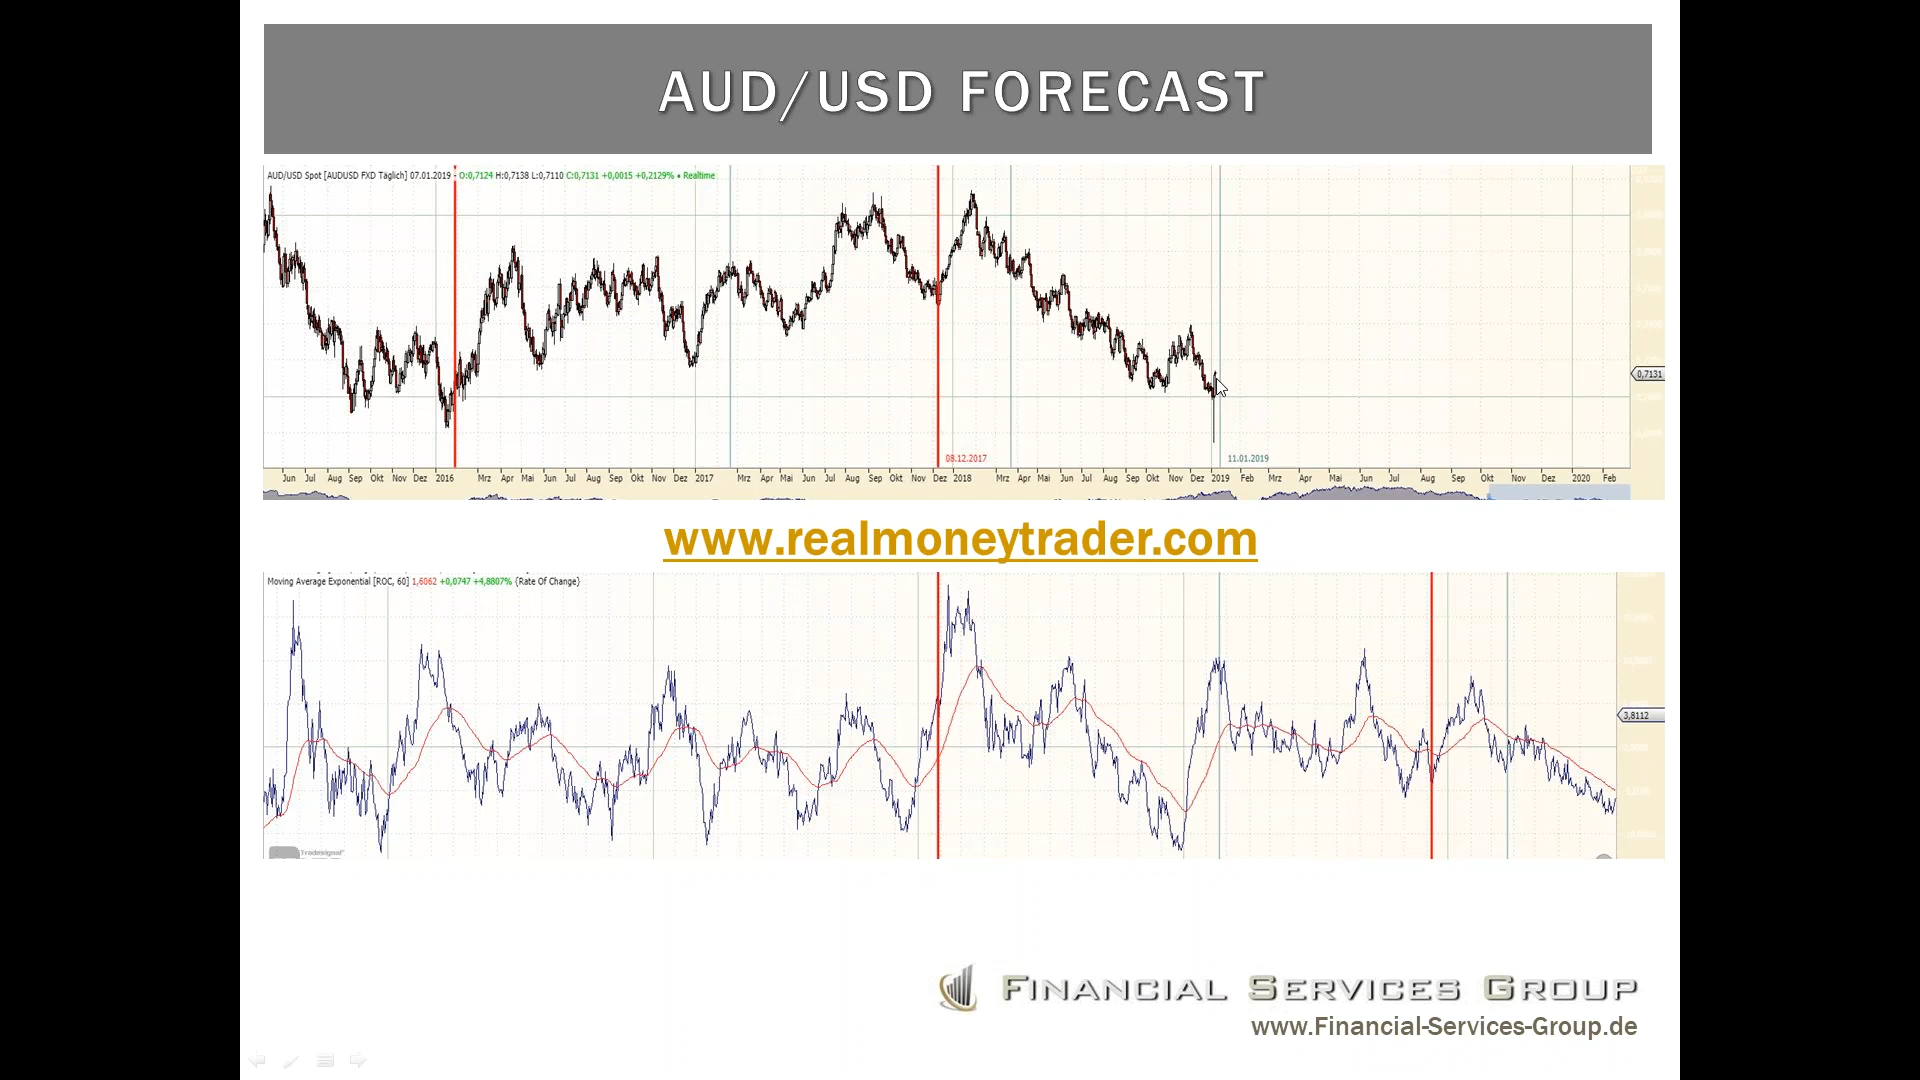 AUD/USD FORECAST
AUD/USD Spot [AUDUSD FXD Täglich] 07.01.2019 - O:0,7124 H:0,7138 L:0,7110 C:0,7131 +0,0015 +0,2129% • Realtime
0,7131
08.12.2017
11.01.2019
Jun Jul Aug Sep Okt Nov Dez 2016 Mrz Apr Mai Jun Jul Aug Sep Okt Nov Dez 2017 Mrz Apr Mai Jun Jul Aug Sep Okt Nov Dez 2018 Mrz Apr Mai Jun Jul Aug Sep Okt Nov Dez 2019 Feb Mrz Apr Mai Jun Jul Aug Sep Okt Nov Dez 2020 Feb
www.realmoneytrader.com
Moving Average Exponential [ROC, 60] 1,6062 +0,0747 +4,8807% {Rate Of Change}
3,8112
Tradesignal
FINANCIAL SERVICES GROUP
www.Financial-Services-Group.de